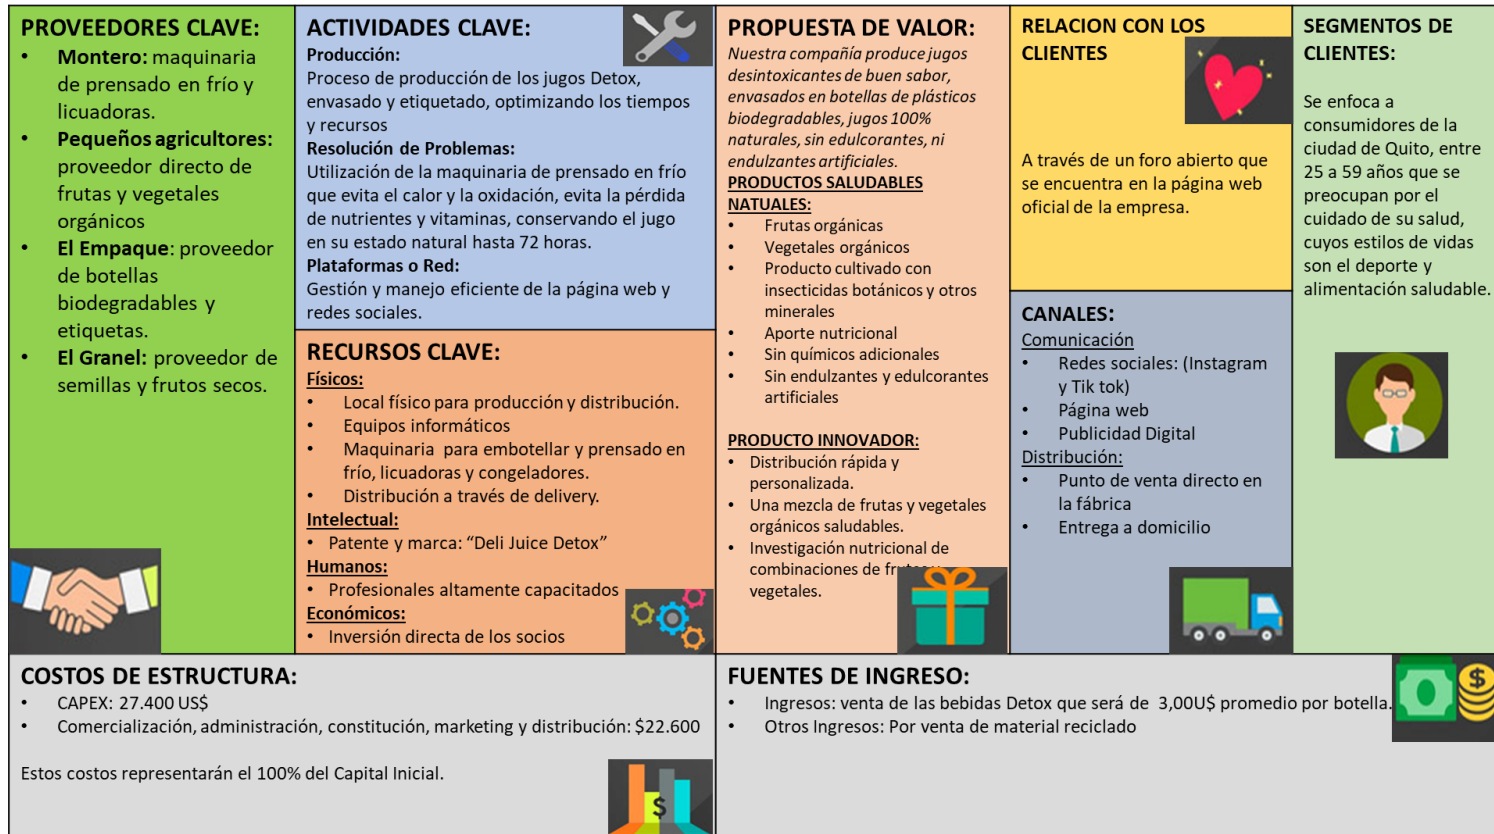 PROVEEDORES CLAVE:
• Montero: maquinaria
de prensado en frío y
licuadoras.
• Pequeños agricultores:
proveedor directo de
frutas y vegetales
orgánicos
• El Empaque: proveedor
de botellas
biodegradables y
etiquetas.
• El Granel: proveedor de
semillas y frutos secos.
ACTIVIDADES CLAVE:
Producción:
Proceso de producción de los jugos Detox,
envasado y etiquetado, optimizando los tiempos
y recursos
Resolución de Problemas:
Utilización de la maquinaria de prensado en frío
que evita el calor y la oxidación, evita la pérdida
de nutrientes y vitaminas, conservando el jugo
en su estado natural hasta 72 horas.
Plataformas o Red:
Gestión y manejo eficiente de la página web y
redes sociales.
RECURSOS CLAVE:
Físicos:
• Local físico para producción y distribución.
• Equipos informáticos
• Maquinaria para embotellar y prensado en
frío, licuadoras y congeladores.
• Distribución a través de delivery.
Intelectual:
• Patente y marca: “Deli Juice Detox”
Humanos:
• Profesionales altamente capacitados
Económicos:
• Inversión directa de los socios
PROPUESTA DE VALOR:
Nuestra compañía produce jugos
desintoxicantes de buen sabor,
envasados en botellas de plásticos
biodegradables, jugos 100%
naturales, sin edulcorantes, ni
endulzantes artificiales.
PRODUCTOS SALUDABLES
NATUALES:
• Frutas orgánicas
• Vegetales orgánicos
• Producto cultivado con
insecticidas botánicos y otros
minerales
• Aporte nutricional
• Sin químicos adicionales
• Sin endulzantes y edulcorantes
artificiales
PRODUCTO INNOVADOR:
• Distribución rápida y
personalizada.
• Una mezcla de frutas y vegetales
orgánicos saludables.
• Investigación nutricional de
combinaciones de frutas y
vegetales.
RELACION CON LOS
CLIENTES
A través de un foro abierto que
se encuentra en la página web
oficial de la empresa.
CANALES:
Comunicación
• Redes sociales: (Instagram
y Tik tok)
• Página web
• Publicidad Digital
Distribución:
• Punto de venta directo en
la fábrica
• Entrega a domicilio
SEGMENTOS DE
CLIENTES:
Se enfoca a
consumidores de la
ciudad de Quito, entre
25 a 59 años que se
preocupan por el
cuidado de su salud,
cuyos estilos de vidas
son el deporte y
alimentación saludable.
COSTOS DE ESTRUCTURA:
• CAPEX: 27.400 US$
• Comercialización, administración, constitución, marketing y distribución: $22.600
Estos costos representarán el 100% del Capital Inicial.
$
FUENTES DE INGRESO:
• Ingresos: venta de las bebidas Detox que será de 3,00U$ promedio por botella.
• Otros Ingresos: Por venta de material reciclado
$